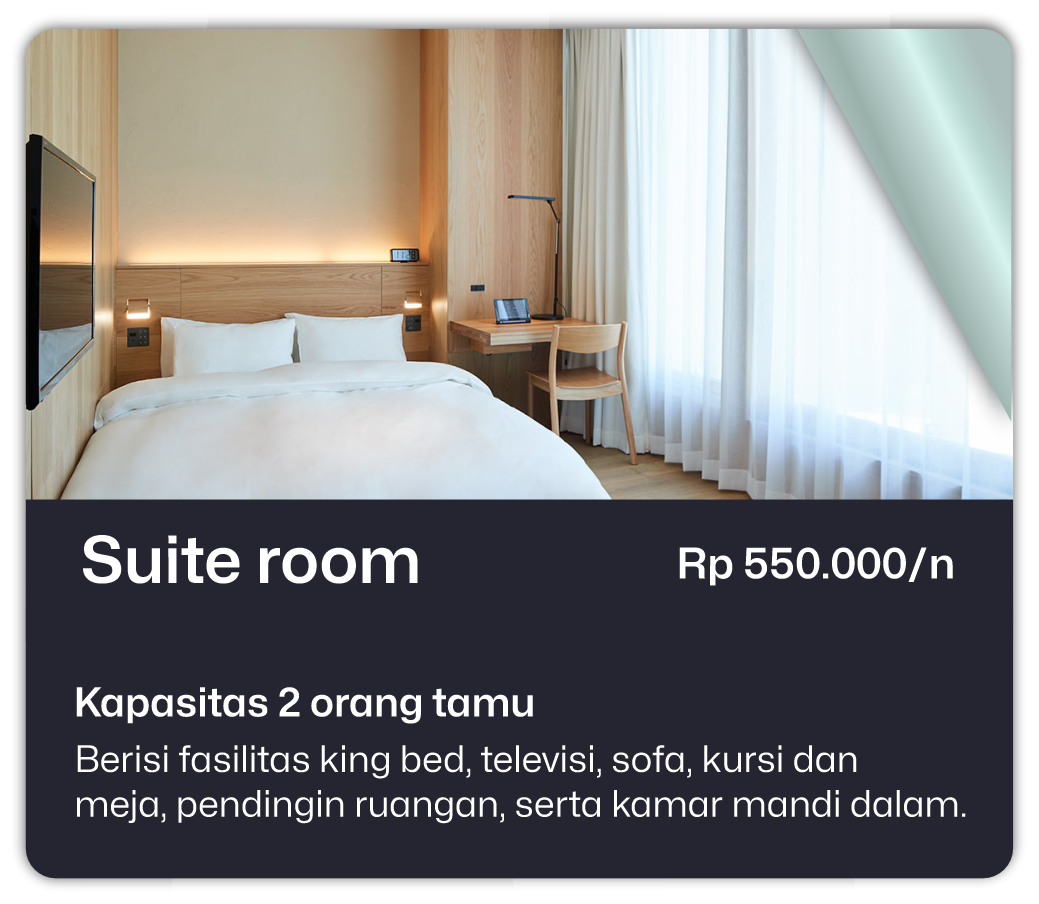 Suite room
Rp 550.000/n
Kapasitas 2 orang tamu
Berisi fasilitas king bed, televisi, sofa, kursi dan
meja, pendingin ruangan, serta kamar mandi dalam.